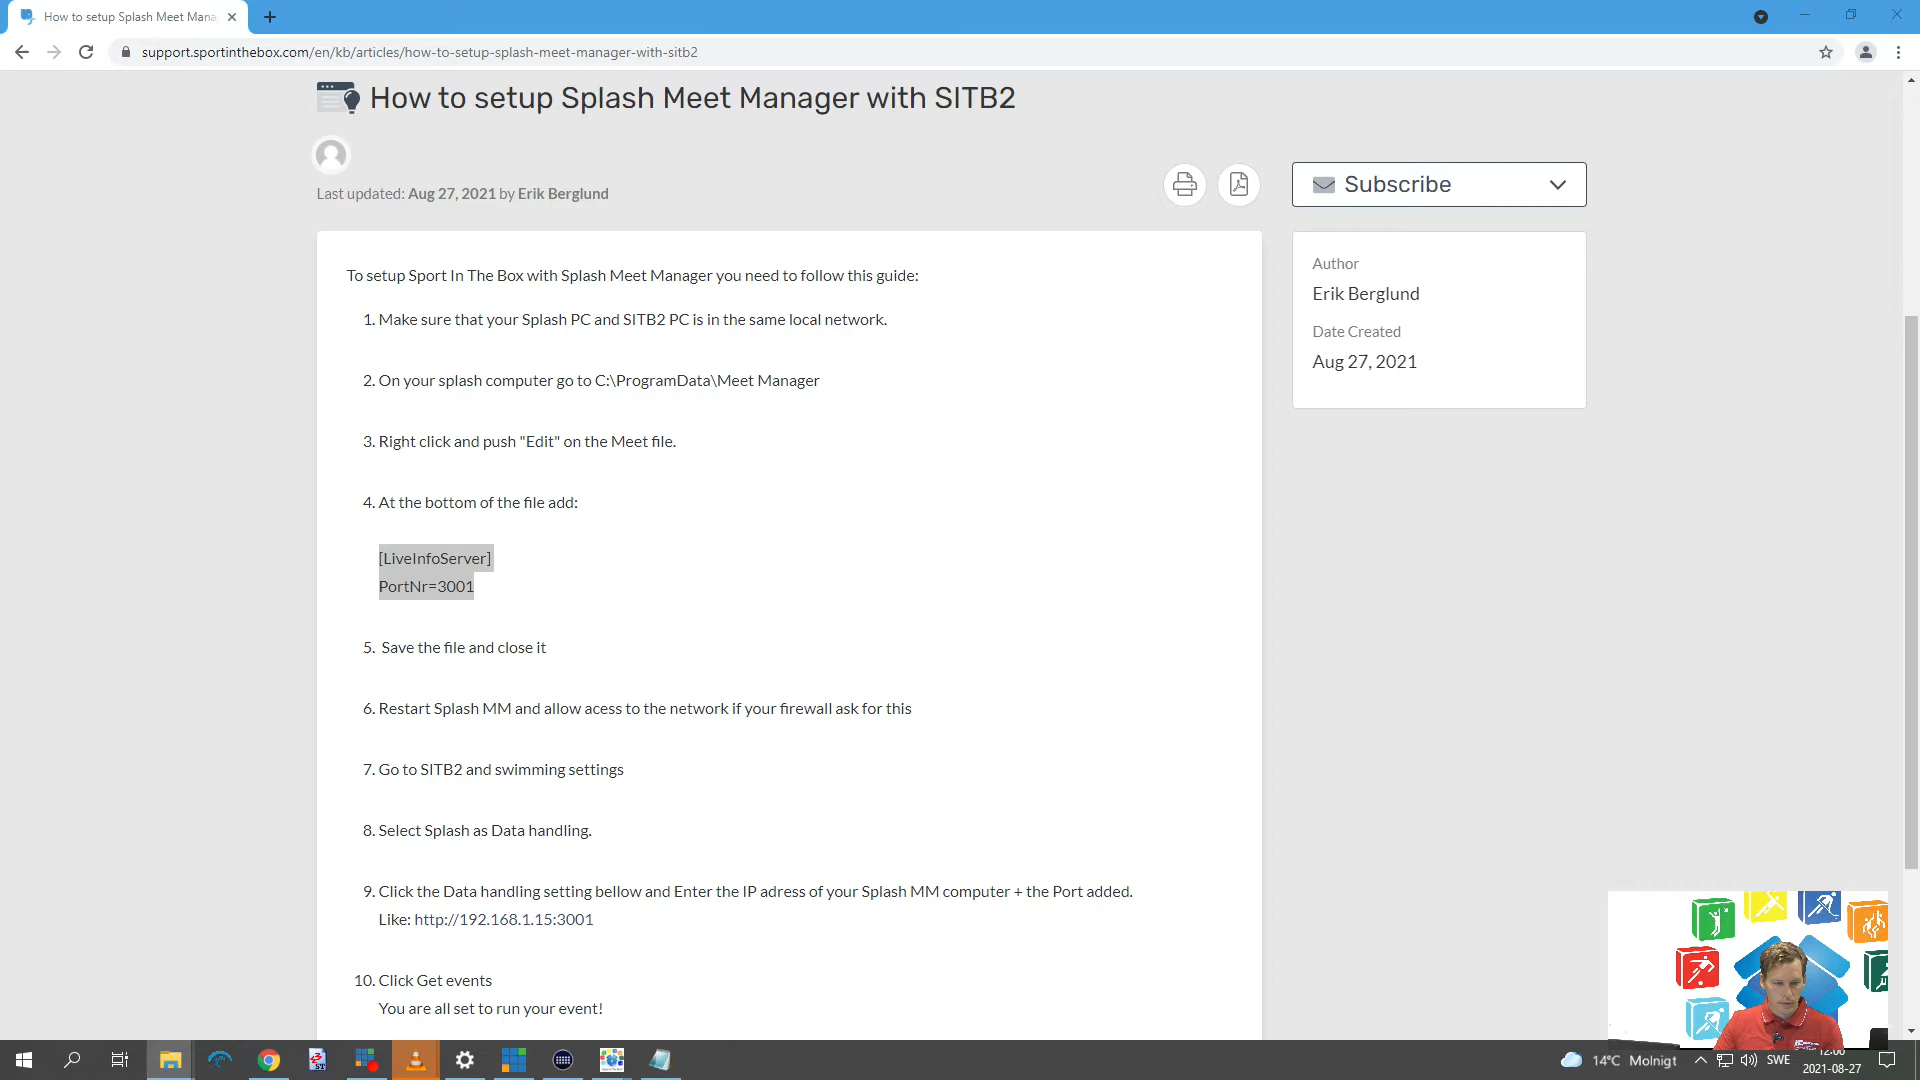 How to setup Splash Meet Mana
support.sportinthebox.com/en/kb/articles/how-to-setup-splash-meet-manager-with-sitb2
How to setup Splash Meet Manager with SITB2
Last updated: Aug 27, 2021 by Erik Berglund
Subscribe
To setup Sport In The Box with Splash Meet Manager you need to follow this guide:
1. Make sure that your Splash PC and SITB2 PC is in the same local network.
2. On your splash computer go to C:\ProgramData\Meet Manager
3. Right click and push "Edit" on the Meet file.
4. At the bottom of the file add:
[LiveInfoServer]
PortNr=3001
5. Save the file and close it
6. Restart Splash MM and allow acess to the network if your firewall ask for this
7. Go to SITB2 and swimming settings
8. Select Splash as Data handling.
9. Click the Data handling setting bellow and Enter the IP adress of your Splash MM computer + the Port added.
Like: http://192.168.1.15:3001
10. Click Get events
You are all set to run your event!
Author
Erik Berglund
Date Created
Aug 27, 2021
ST
14°C Molnigt
SWE
12:00
2021-08-27